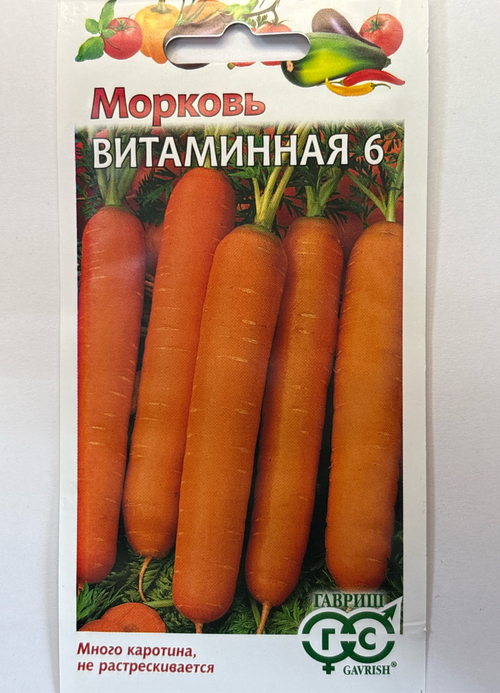 Морковь
ВИТАМИННАЯ 6
ГАВРИШ
ГС
GAVRISH®
Много каротина,
не растрескивается